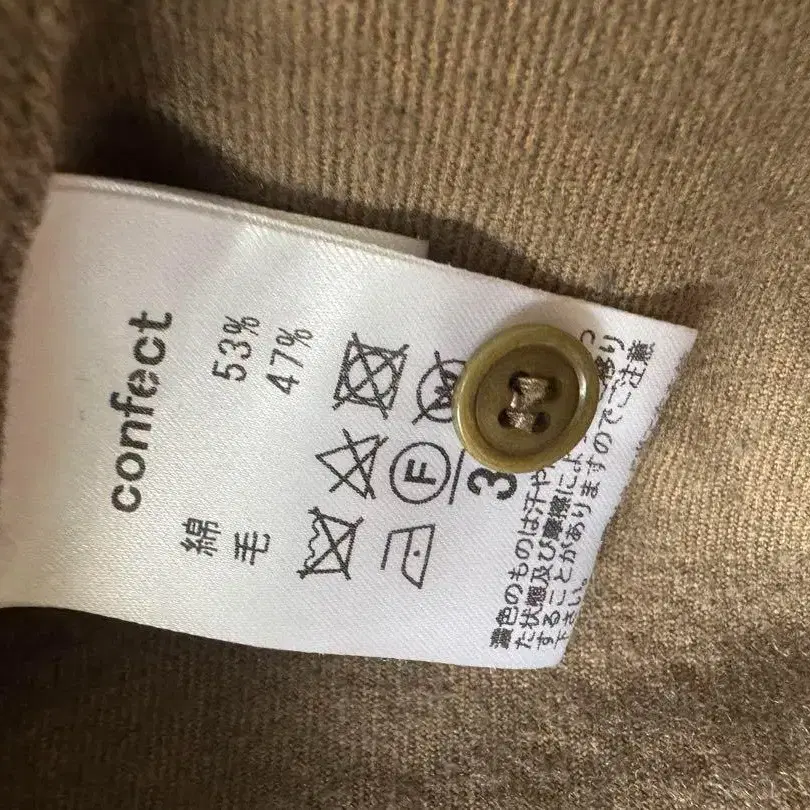 confect
綿 53%
毛 47%
W
F
3
濃色のものは汗や
た状態及び摩擦によ
することがありますのでご注意
下さい。